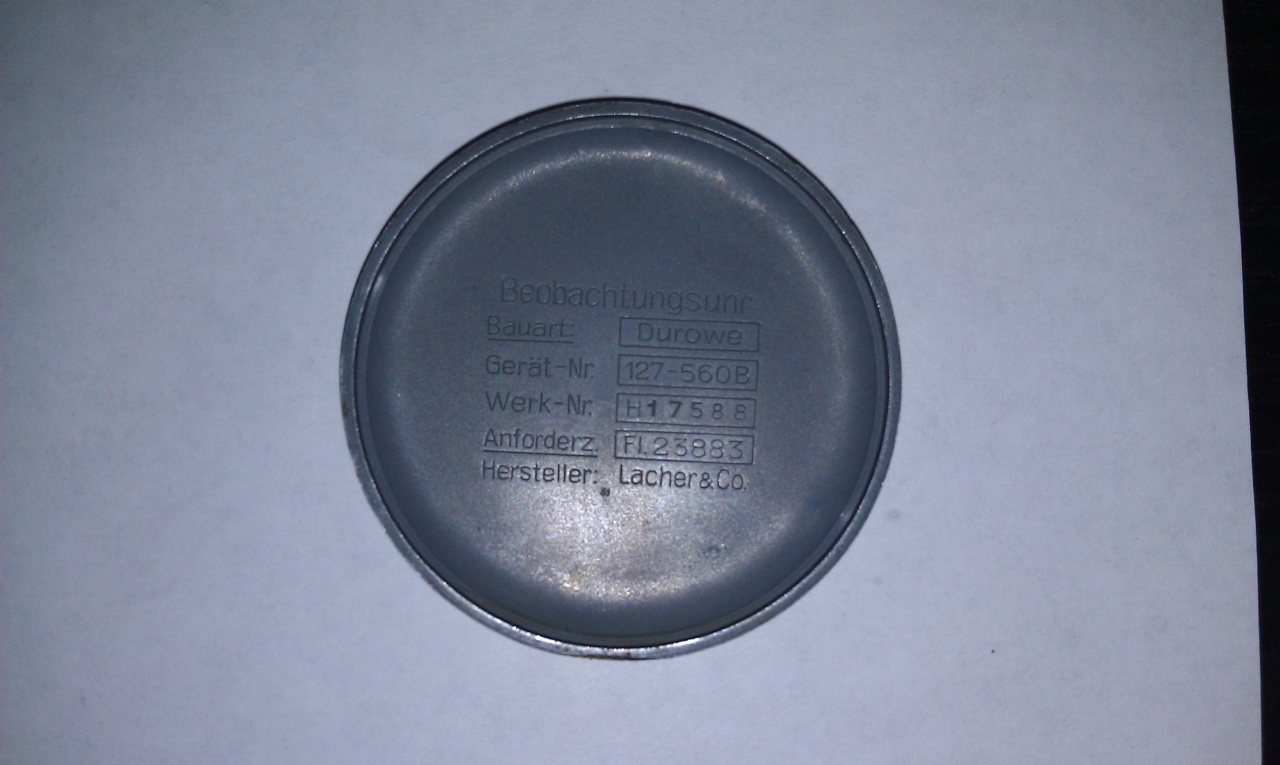 Beobachtungsuhr
Bauart: Durowe
Gerät-Nr. 127-560B
Werk-Nr. H17588
Anforderz. Fl.23883
Hersteller: Lacher & Co.